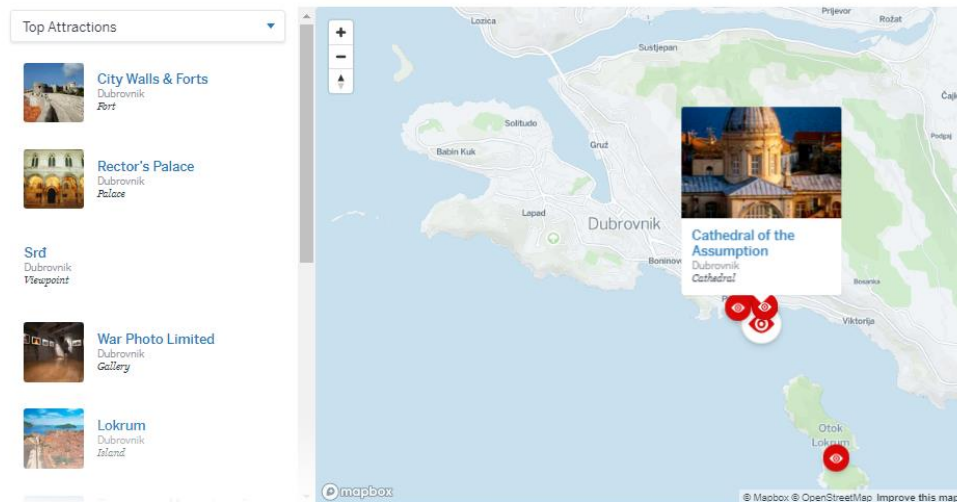 Top Attractions
City Walls & Forts
Dubrovnik
Fort
Rector's Palace
Dubrovnik
Palace
Srđ
Dubrovnik
Viewpoint
War Photo Limited
Dubrovnik
Gallery
Lokrum
Dubrovnik
Island
Lozica
Prijevor
Rožat
Sustjepan
Solitudo
Babin Kuk
Gruž
Podgaj
Lapad
Dubrovnik
Cathedral of the
Assumption
Dubrovnik
Cathedral
Bosanka
Viktorija
Otok
Lokrum
mapbox
© Mapbox © OpenStreetMap Improve this map